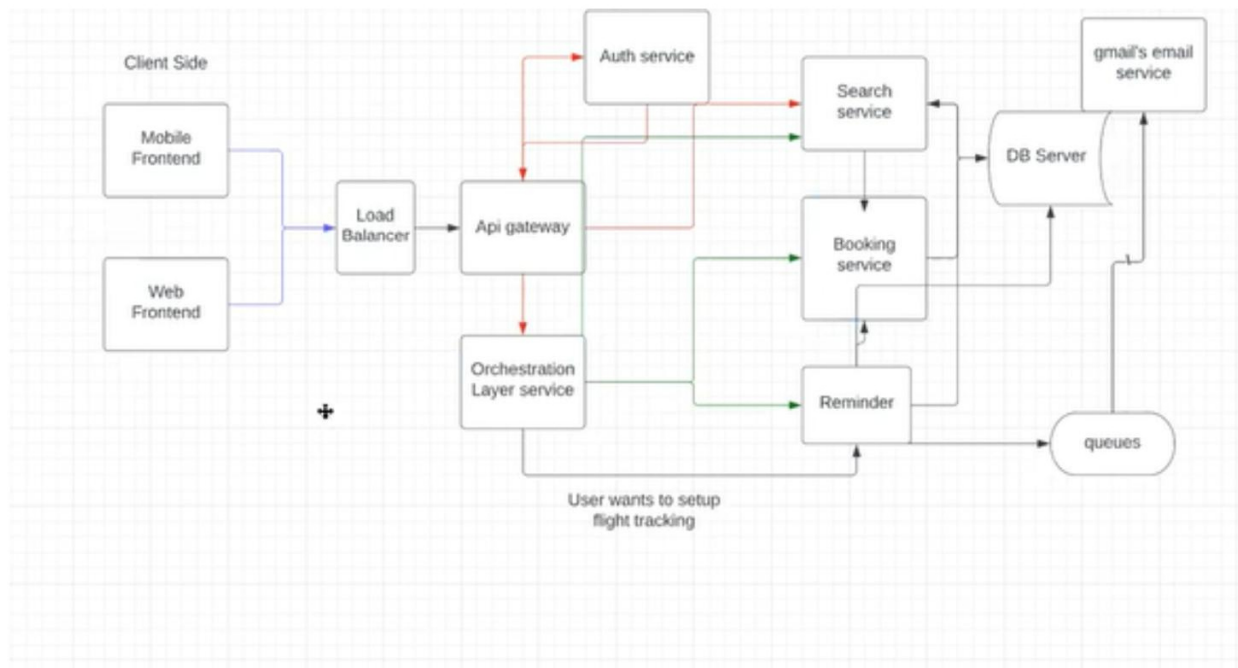 Client Side
Mobile
Frontend
Web
Frontend
Load
Balancer
Api gateway
Auth service
Orchestration
Layer service
Search
service
Booking
service
Reminder
DB Server
gmail's email
service
queues
User wants to setup
flight tracking